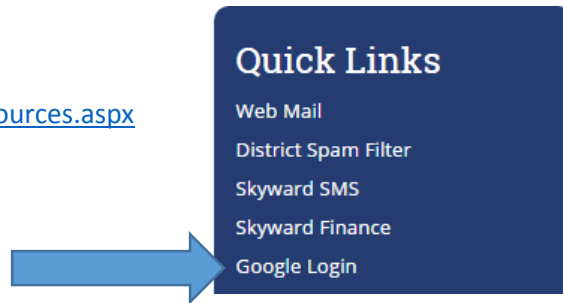 Quick Links
ources.aspx
Web Mail
District Spam Filter
Skyward SMS
Skyward Finance
Google Login